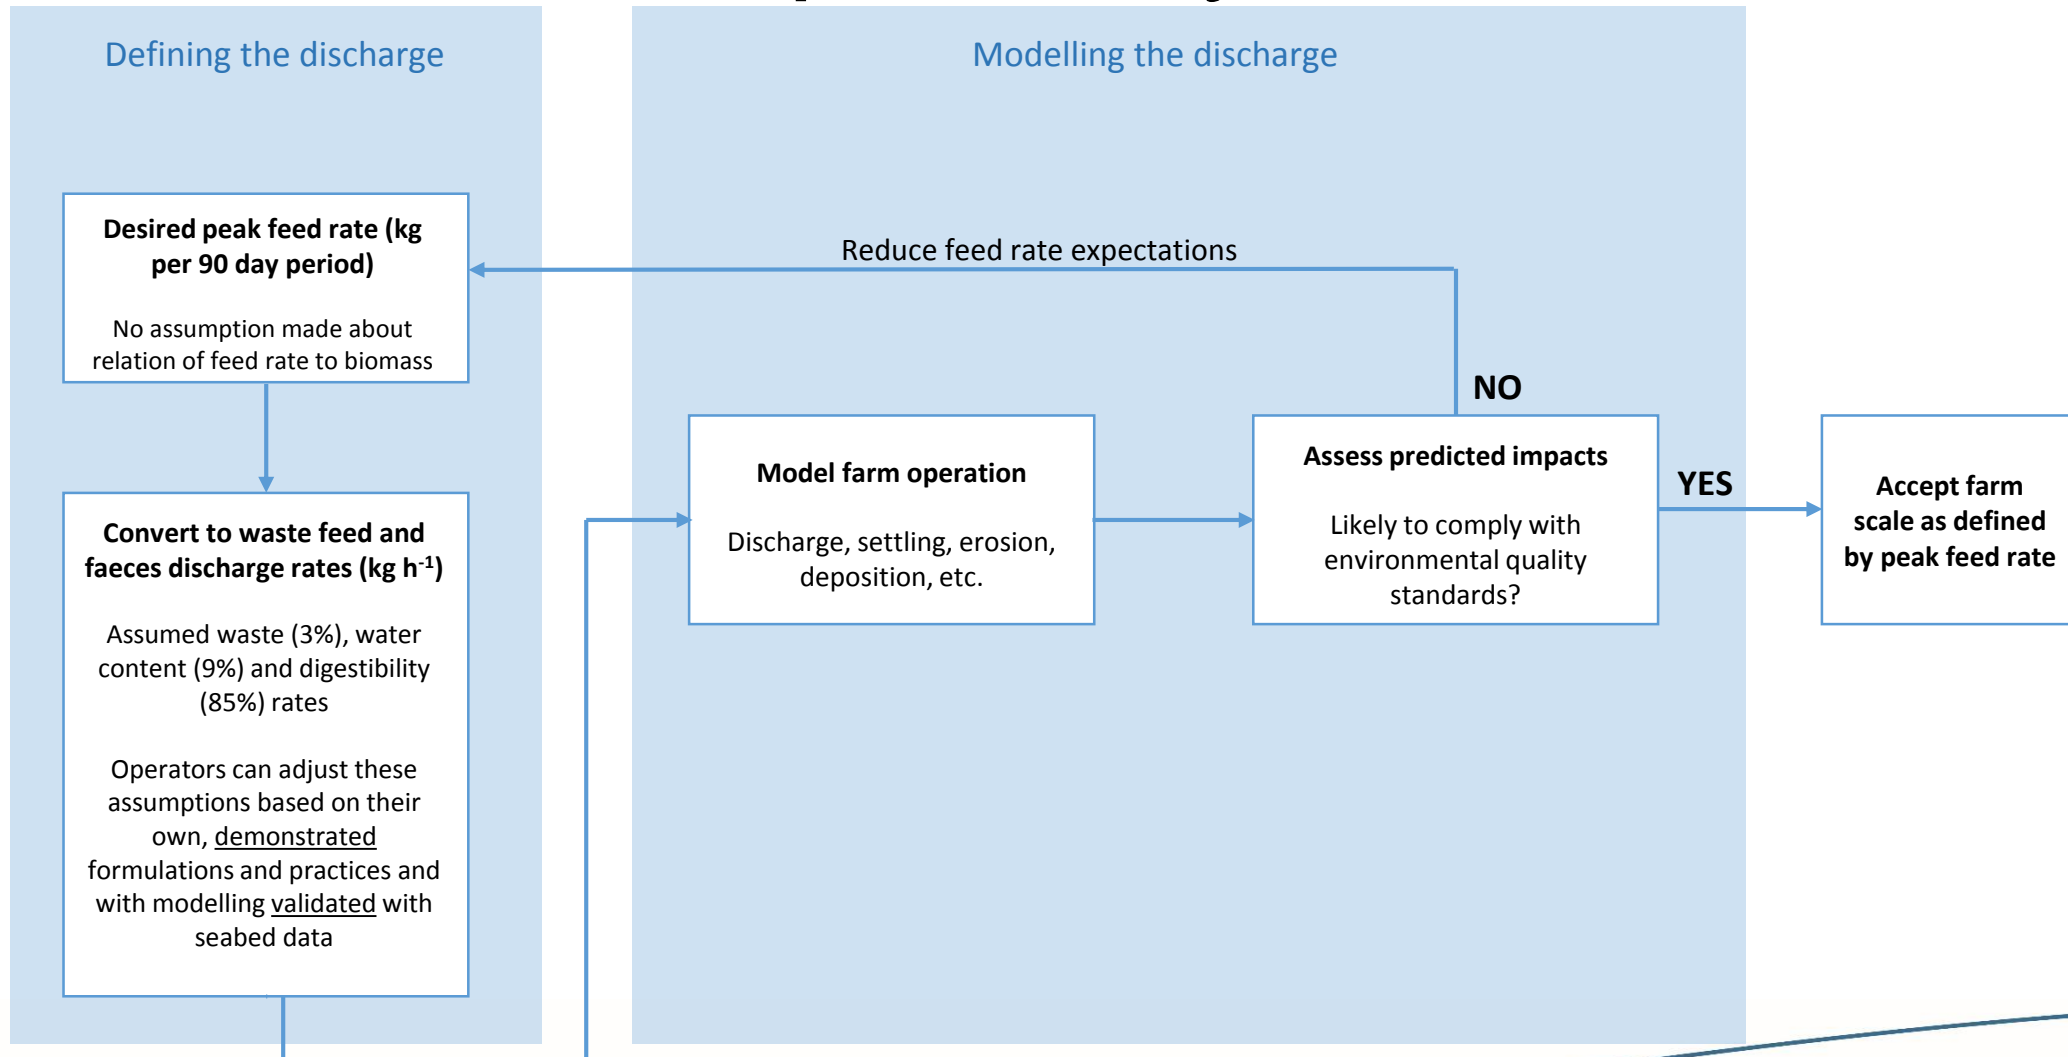 Defining the discharge
Modelling the discharge
Desired peak feed rate (kg
per 90 day period)
No assumption made about
relation of feed rate to biomass
Reduce feed rate expectations
NO
Convert to waste feed and
faeces discharge rates (kg h-1)
Assumed waste (3%), water
content (9%) and digestibility
(85%) rates
Operators can adjust these
assumptions based on their
own, demonstrated
formulations and practices and
with modelling validated with
seabed data
Model farm operation
Discharge, settling, erosion,
deposition, etc.
Assess predicted impacts
Likely to comply with
environmental quality
standards?
YES
Accept farm
scale as defined
by peak feed rate